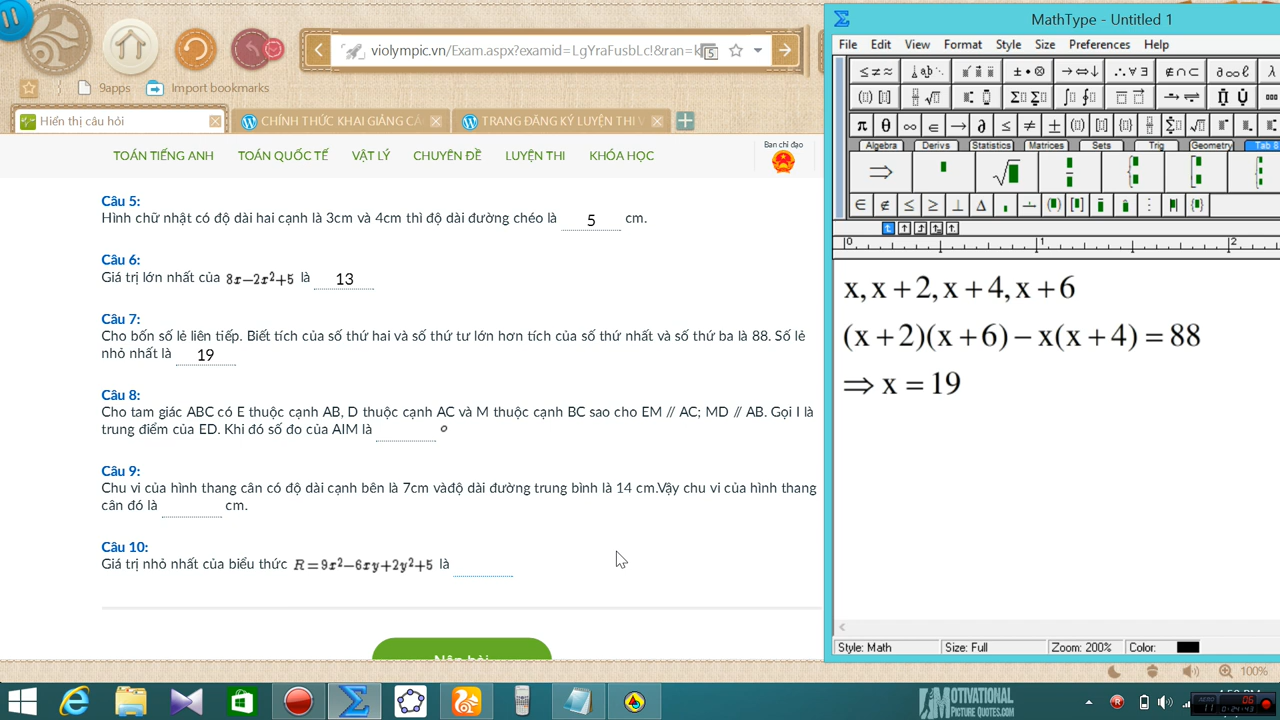 violympic.vn/Exam.aspx?examid=LgYraFusbLc!&ran=k
5
9apps
Import bookmarks
Hiển thị câu hỏi
CHÍNH THỨC KHAI GIẢNG CÁ
TRANG ĐĂNG KÝ LUYỆN THI V
TOÁN TIẾNG ANH
TOÁN QUỐC TẾ
VẬT LÝ
CHUYÊN ĐỀ
LUYỆN THI
KHÓA HỌC
Ban chỉ đạo
Câu 5:
Hình chữ nhật có độ dài hai cạnh là 3cm và 4cm thì độ dài đường chéo là 5 cm.
Câu 6:
Giá trị lớn nhất của 8x−2x²+5 là 13
Câu 7:
Cho bốn số lẻ liên tiếp. Biết tích của số thứ hai và số thứ tư lớn hơn tích của số thứ nhất và số thứ ba là 88. Số lẻ
nhỏ nhất là 19
Câu 8:
Cho tam giác ABC có E thuộc cạnh AB, D thuộc cạnh AC và M thuộc cạnh BC sao cho EM // AC; MD // AB. Gọi I là
trung điểm của ED. Khi đó số đo của AIM là °
Câu 9:
Chu vi của hình thang cân có độ dài cạnh bên là 7cm vàđộ dài đường trung bình là 14 cm.Vậy chu vi của hình thang
cân đó là cm.
Câu 10:
Giá trị nhỏ nhất của biểu thức R=9x²−6xy+2y²+5 là
MathType - Untitled 1
File Edit View Format Style Size Preferences Help
Algebra Derivs Statistics Matrices Sets Trig Geometry Tab 8
0 1 2
x, x + 2, x + 4, x + 6
(x + 2)(x + 6) − x(x + 4) = 88
⇒ x = 19
Style: Math
Size: Full
Zoom: 200%
Color:
100%
MOTIVATIONAL
PICTURE QUOTES.COM
0:24:43